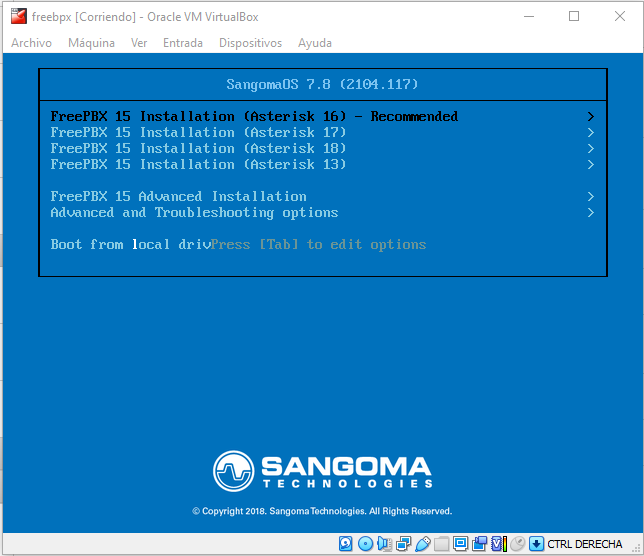 freebpx [Corriendo] - Oracle VM VirtualBox
Archivo Máquina Ver Entrada Dispositivos Ayuda
SangomaOS 7.8 (2104.117)
FreePBX 15 Installation (Asterisk 16) - Recommended >
FreePBX 15 Installation (Asterisk 17)
FreePBX 15 Installation (Asterisk 18)
FreePBX 15 Installation (Asterisk 13) >
FreePBX 15 Advanced Installation >
Advanced and Troubleshooting options >
Boot from local drivPress [Tab] to edit options
SANGOMA
TECHNOLOGIES
© Copyright 2018. Sangoma Technologies. All Rights Reserved.
CTRL DERECHA